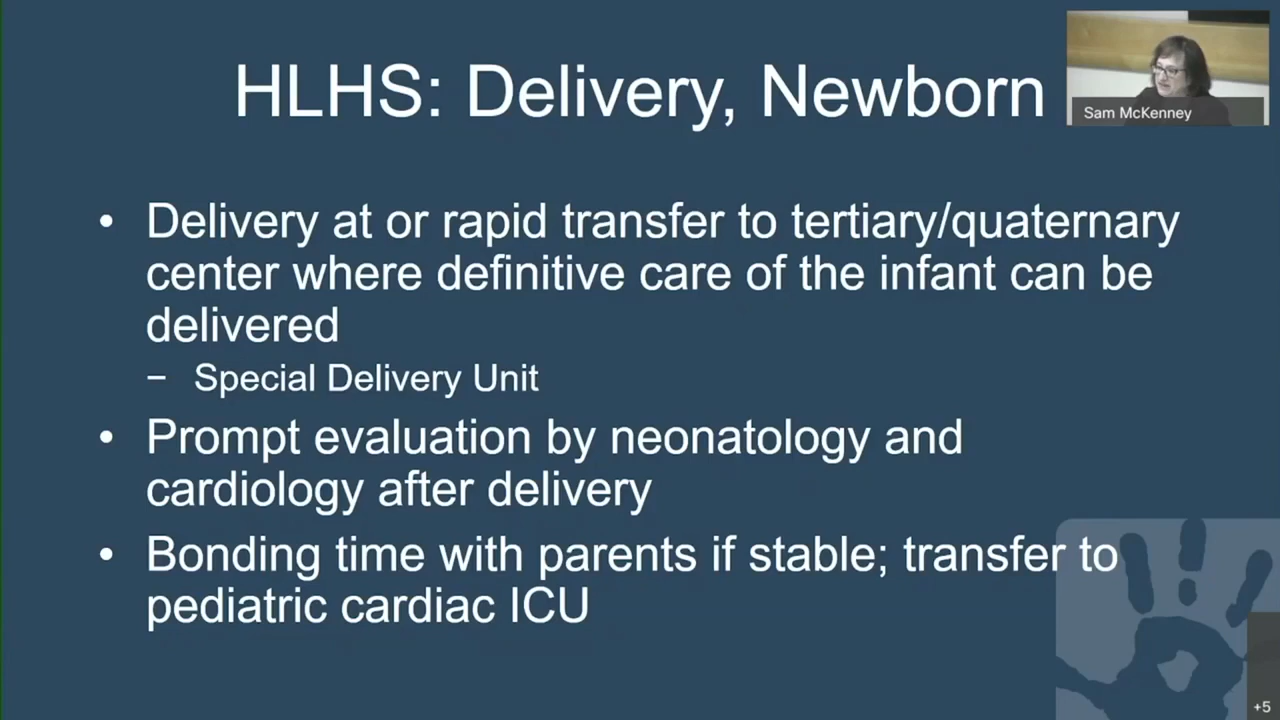 HLHS: Delivery, Newborn
Sam McKenney
• Delivery at or rapid transfer to tertiary/quaternary
center where definitive care of the infant can be
delivered
– Special Delivery Unit
• Prompt evaluation by neonatology and
cardiology after delivery
• Bonding time with parents if stable; transfer to
pediatric cardiac ICU
+5